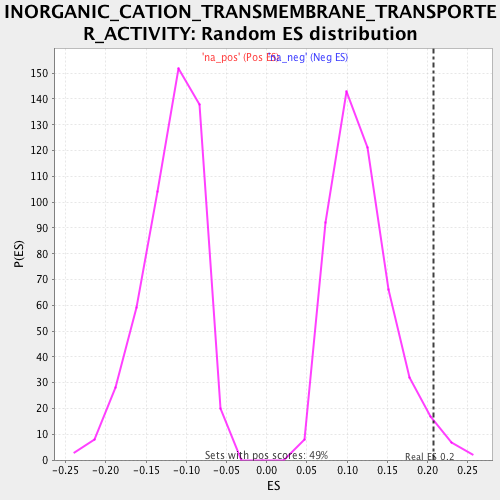 INORGANIC_CATION_TRANSMEMBRANE_TRANSPORTE
R_ACTIVITY: Random ES distribution
'na_pos' (Pos ES) 'na_neg' (Neg ES)
150
140
130
120
110
100
90
80
70
60
50
40
30
20
10
0
P(ES)
Sets with pos scores: 49%
Real ES 0.2
-0.25 -0.20 -0.15 -0.10 -0.05 0.00 0.05 0.10 0.15 0.20 0.25
ES